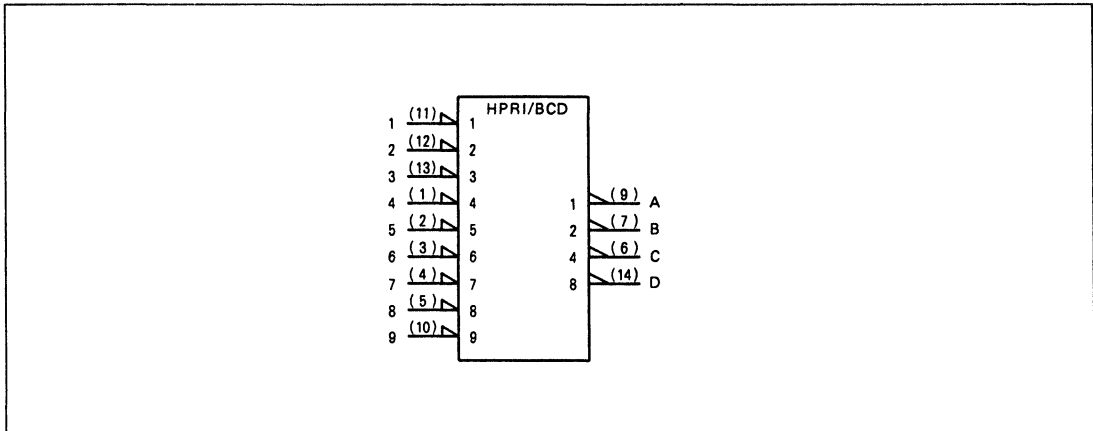 HPRI/BCD
1 (11) 1
2 (12) 2
3 (13) 3
4 (1) 4
5 (2) 5
6 (3) 6
7 (4) 7
8 (5) 8
9 (10) 9
1 (9) A
2 (7) B
4 (6) C
8 (14) D